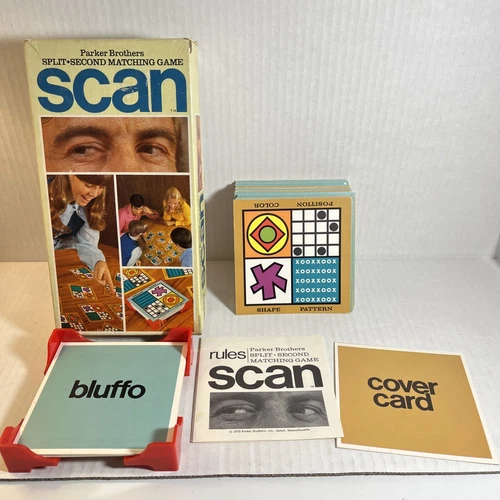 Parker Brothers
SPLIT•SECOND MATCHING GAME
scan
COLOR POSITION
XOOXXOOX
XOOXXOOX
XOOXXOOX
XOOXXOOX
XOOXXOOX
SHAPE PATTERN
bluffo
rules
Parker Brothers
SPLIT•SECOND
MATCHING GAME
scan
cover
card